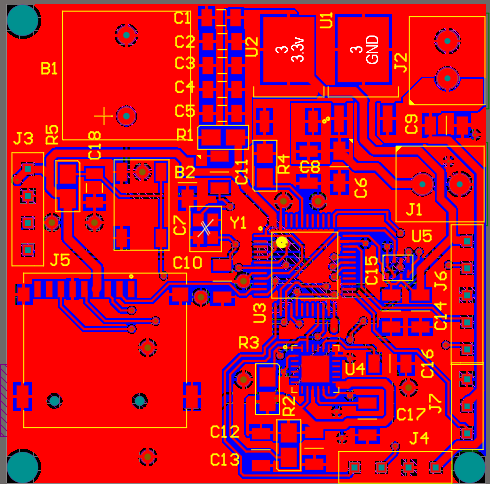 C1
U1
C2
U2
3
3.3v
3
GND
J2
B1
C3
C4
C5
C9
R1
J3
R5
C18
C11
R4
C8
B2
C6
J1
C7
Y1
U5
J5
C10
C15
J6
U3
C14
R3
U4
C16
R2
C17
J7
C12
J4
C13